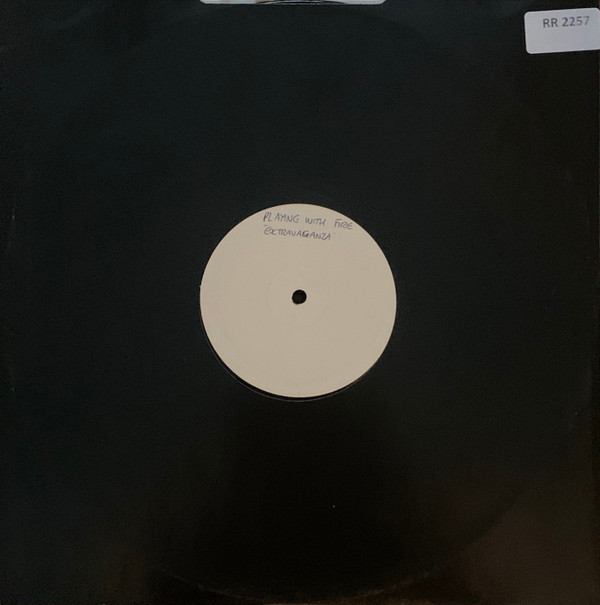 RR 2257
PLAYING WITH FIRE
EXTRAVAGANZA